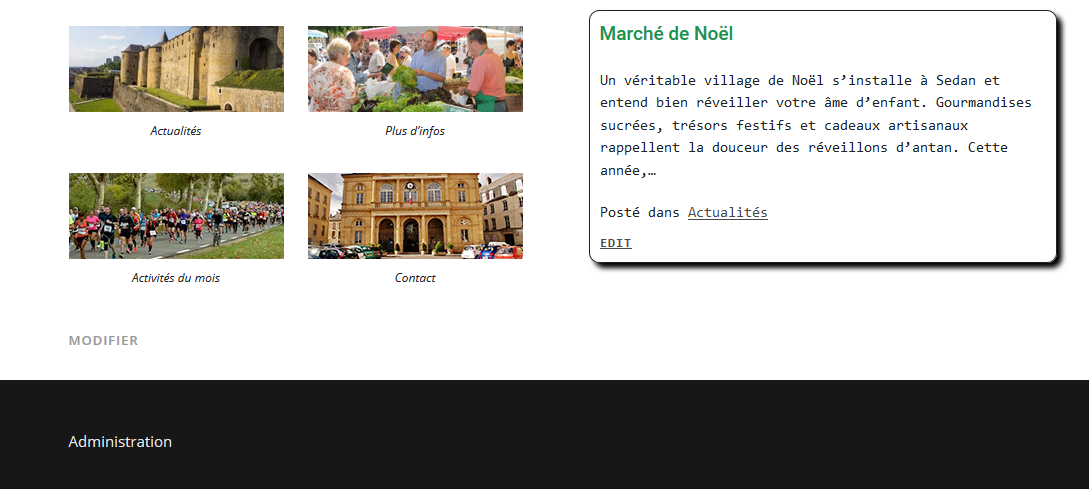 Actualités
Plus d’infos
Activités du mois
Contact
MODIFIER
Marché de Noël
Un véritable village de Noël s’installe à Sedan et
entend bien réveiller votre âme d’enfant. Gourmandises
sucrées, trésors festifs et cadeaux artisanaux
rappellent la douceur des réveillons d’antan. Cette
année,…
Posté dans Actualités
EDIT
Administration